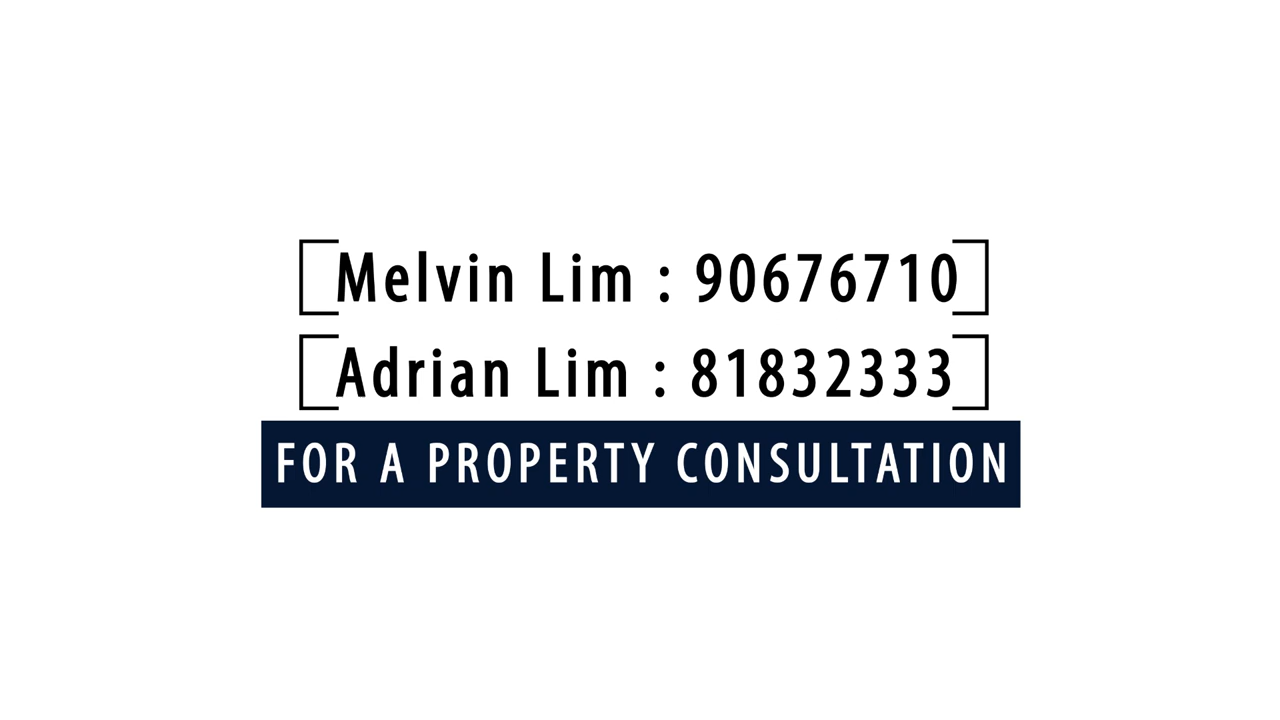 Melvin Lim : 90676710
Adrian Lim : 81832333
FOR A PROPERTY CONSULTATION